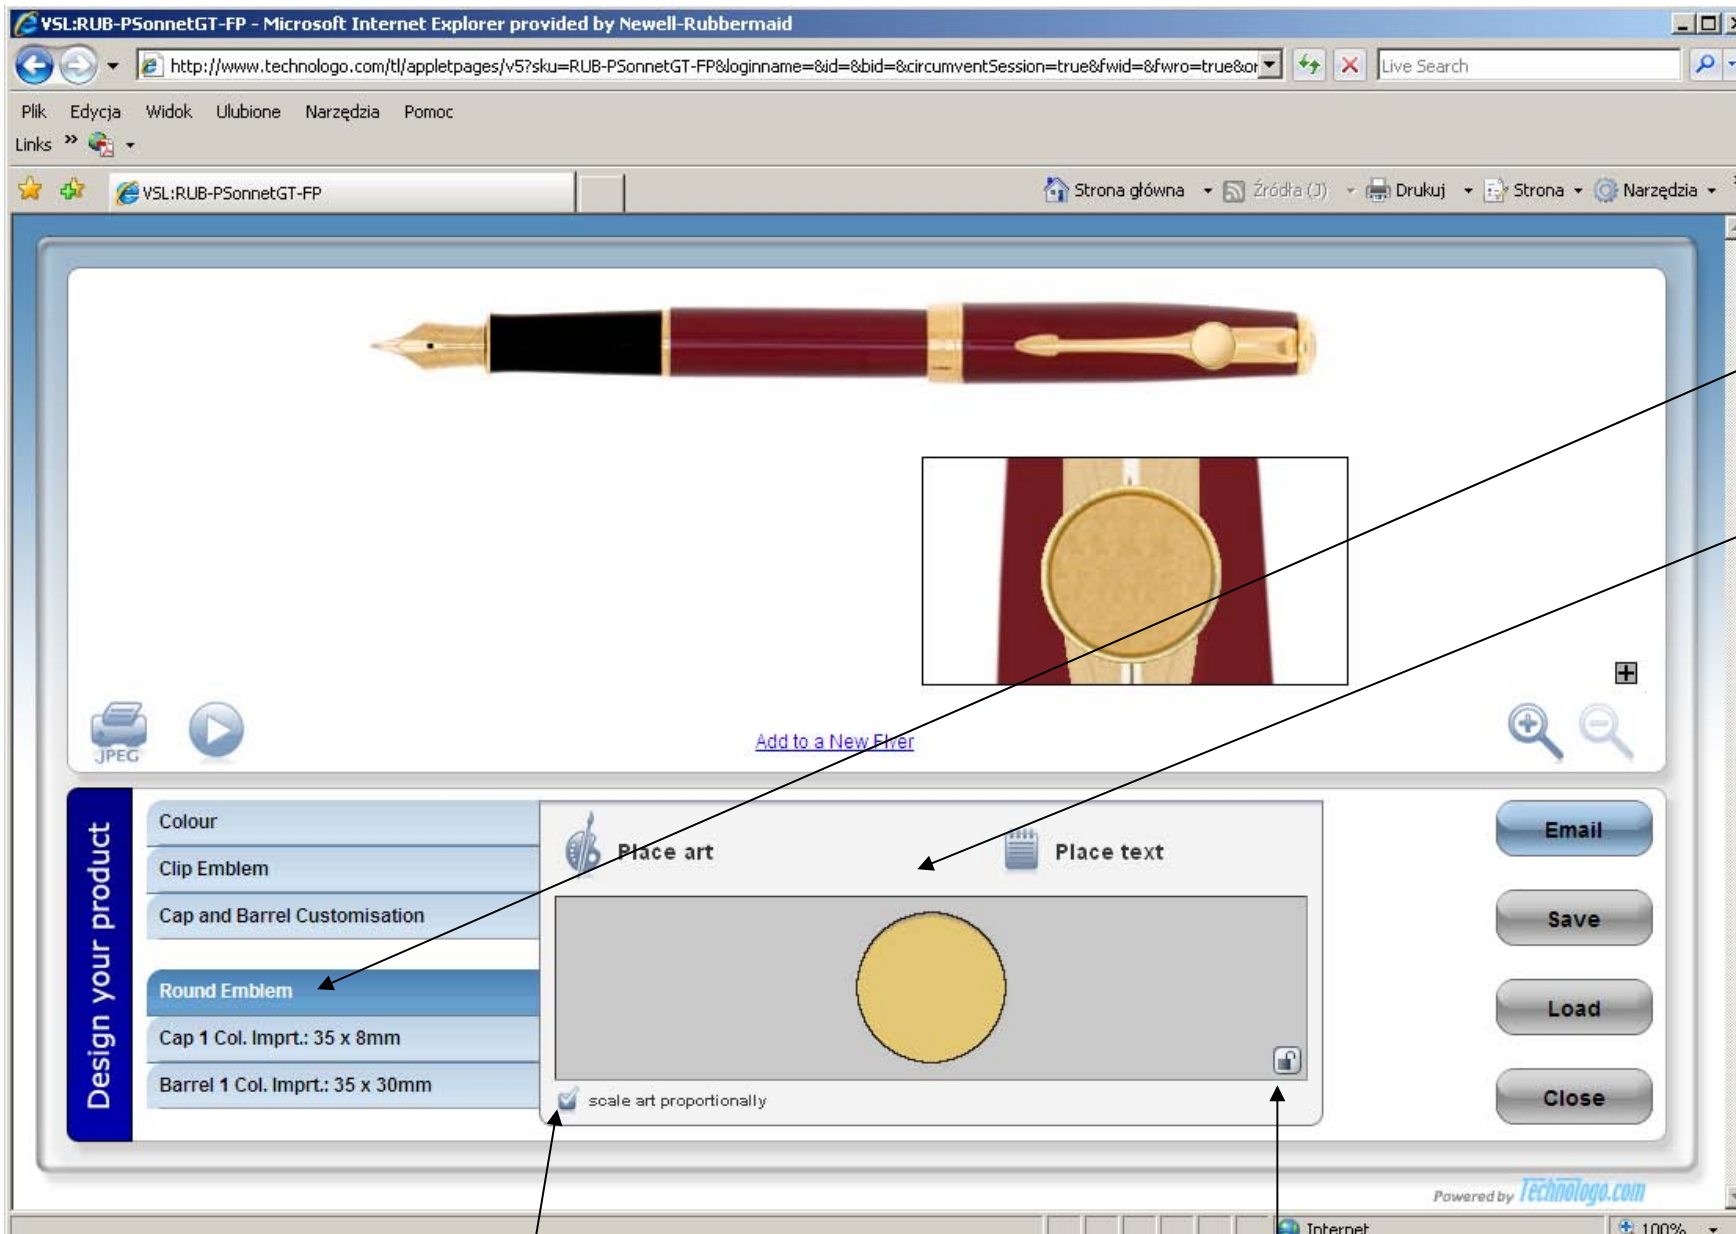 VSL:RUB-PSonnetGT-FP - Microsoft Internet Explorer provided by Newell-Rubbermaid
http://www.technologo.com/tl/appletpages/v5?sku=RUB-PSonnetGT-FP&loginname=&id=&bid=&circumventSession=true&fwid=&fwro=true&or
Live Search
Plik Edycja Widok Ulubione Narzędzia Pomoc
Links »
VSL:RUB-PSonnetGT-FP
Strona główna Źródła (J) Drukuj Strona Narzędzia
JPEG
Add to a New Flyer
Design your product
Colour
Clip Emblem
Cap and Barrel Customisation
Round Emblem
Cap 1 Col. Imprt.: 35 x 8mm
Barrel 1 Col. Imprt.: 35 x 30mm
Place art
Place text
scale art proportionally
Email
Save
Load
Close
Powered by Technologo.com
Internet
100%